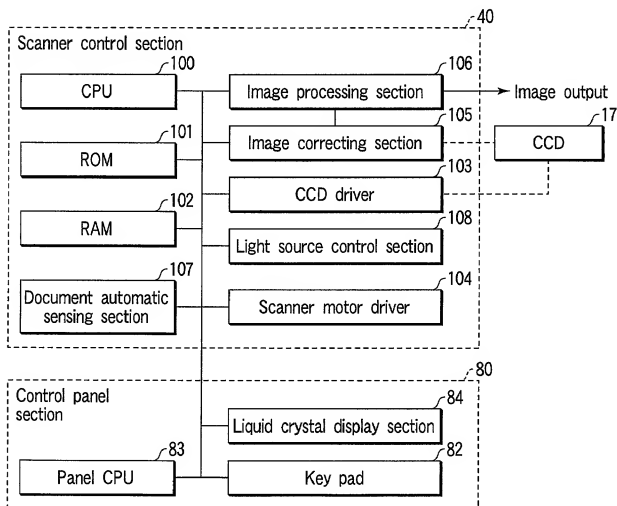 40
Scanner control section
100
CPU
106
Image processing section
Image output
101
ROM
105
Image correcting section
17
CCD
102
RAM
103
CCD driver
108
Light source control section
107
Document automatic
sensing section
104
Scanner motor driver
80
Control panel
section
84
Liquid crystal display section
83
Panel CPU
82
Key pad